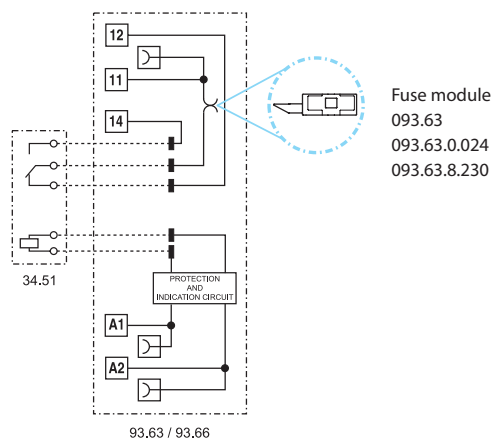 12
11
14
Fuse module
093.63
093.63.0.024
093.63.8.230
34.51
PROTECTION
AND
INDICATION CIRCUIT
A1
A2
93.63 / 93.66